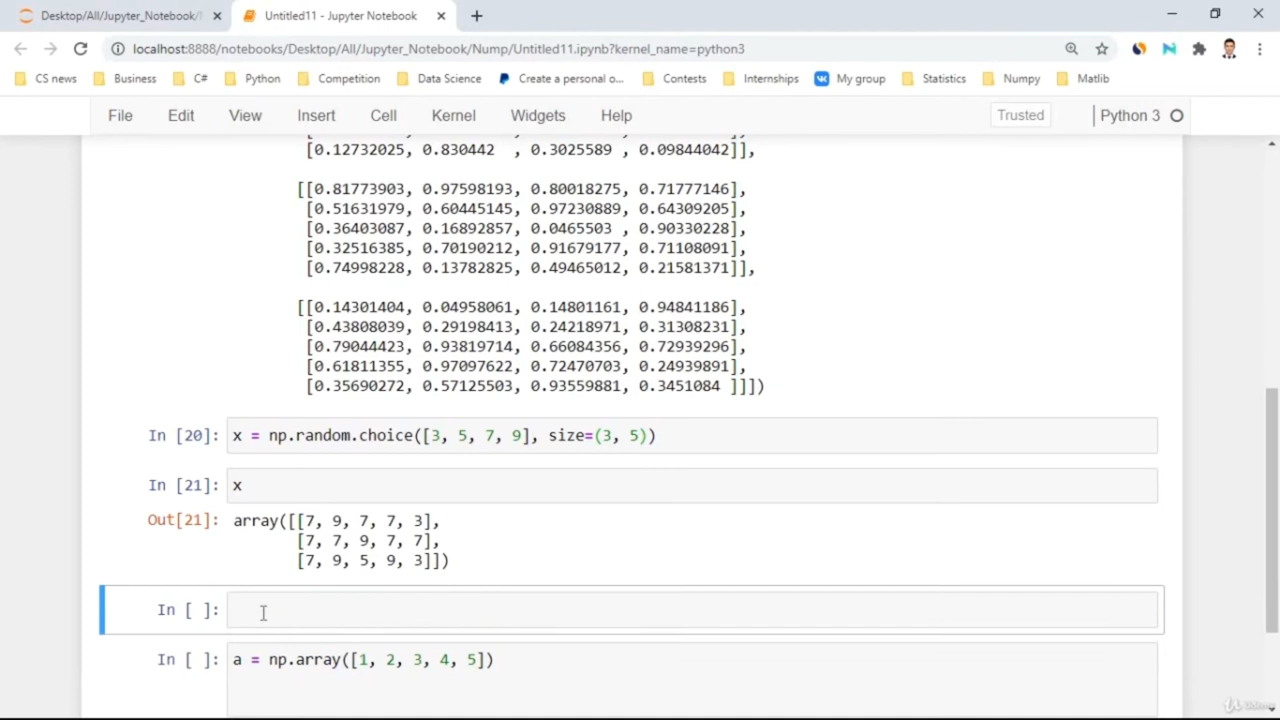 Desktop/All/Jupyter_Notebook/
Untitled11 - Jupyter Notebook
localhost:8888/notebooks/Desktop/All/Jupyter_Notebook/Nump/Untitled11.ipynb?kernel_name=python3
CS news Business C# Python Competition Data Science Create a personal o... Contests Internships My group Statistics Numpy Matlib
File Edit View Insert Cell Kernel Widgets Help Trusted Python 3
[0.12732025, 0.830442 , 0.3025589 , 0.09844042]],
[[0.81773903, 0.97598193, 0.80018275, 0.71777146],
[0.51631979, 0.60445145, 0.97230889, 0.64309205],
[0.36403087, 0.16892857, 0.0465503 , 0.90330228],
[0.32516385, 0.70190212, 0.91679177, 0.71108091],
[0.74998228, 0.13782825, 0.49465012, 0.21581371]],
[[0.14301404, 0.04958061, 0.14801161, 0.94841186],
[0.43808039, 0.29198413, 0.24218971, 0.31308231],
[0.79044423, 0.93819714, 0.66084356, 0.72939296],
[0.61811355, 0.97097622, 0.72470703, 0.24939891],
[0.35690272, 0.57125503, 0.93559881, 0.3451084 ]]])
In [20]: x = np.random.choice([3, 5, 7, 9], size=(3, 5))
In [21]: x
Out[21]: array([[7, 9, 7, 7, 3],
[7, 7, 9, 7, 7],
[7, 9, 5, 9, 3]])
In [ ]:
In [ ]: a = np.array([1, 2, 3, 4, 5])